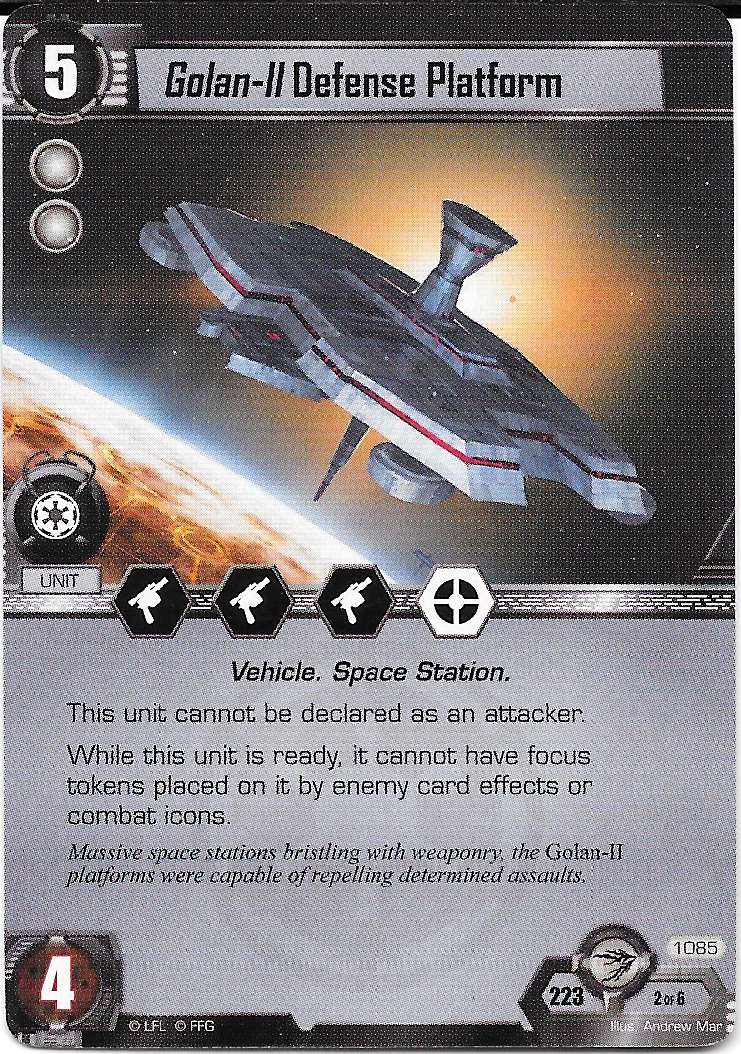 5
Golan-II Defense Platform
UNIT
Vehicle. Space Station.
This unit cannot be declared as an attacker.
While this unit is ready, it cannot have focus
tokens placed on it by enemy card effects or
combat icons.
Massive space stations bristling with weaponry, the Golan-II
platforms were capable of repelling determined assaults.
4
1085
223
2 OF 6
© LFL © FFG
Illus. Andrew Mar